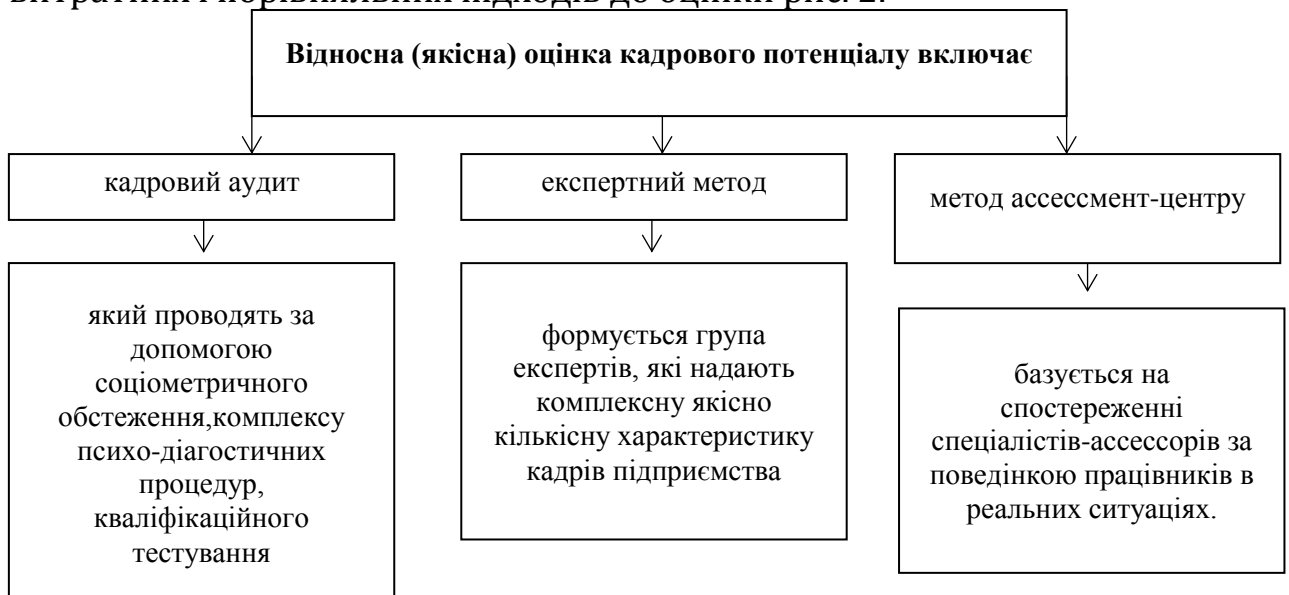 витратних і порівняльних підходів до оцінки рис. 2.
Відносна (якісна) оцінка кадрового потенціалу включає
кадровий аудит
експертний метод
метод ассессмент-центру
який проводять за
допомогою
соціометричного
обстеження,комплексу
психо-діагостичних
процедур,
кваліфікаційного
тестування
формується група
експертів, які надають
комплексну якісно
кількісну характеристику
кадрів підприємства
базується на
спостереженні
спеціалістів-ассессорів за
поведінкою працівників в
реальних ситуаціях.